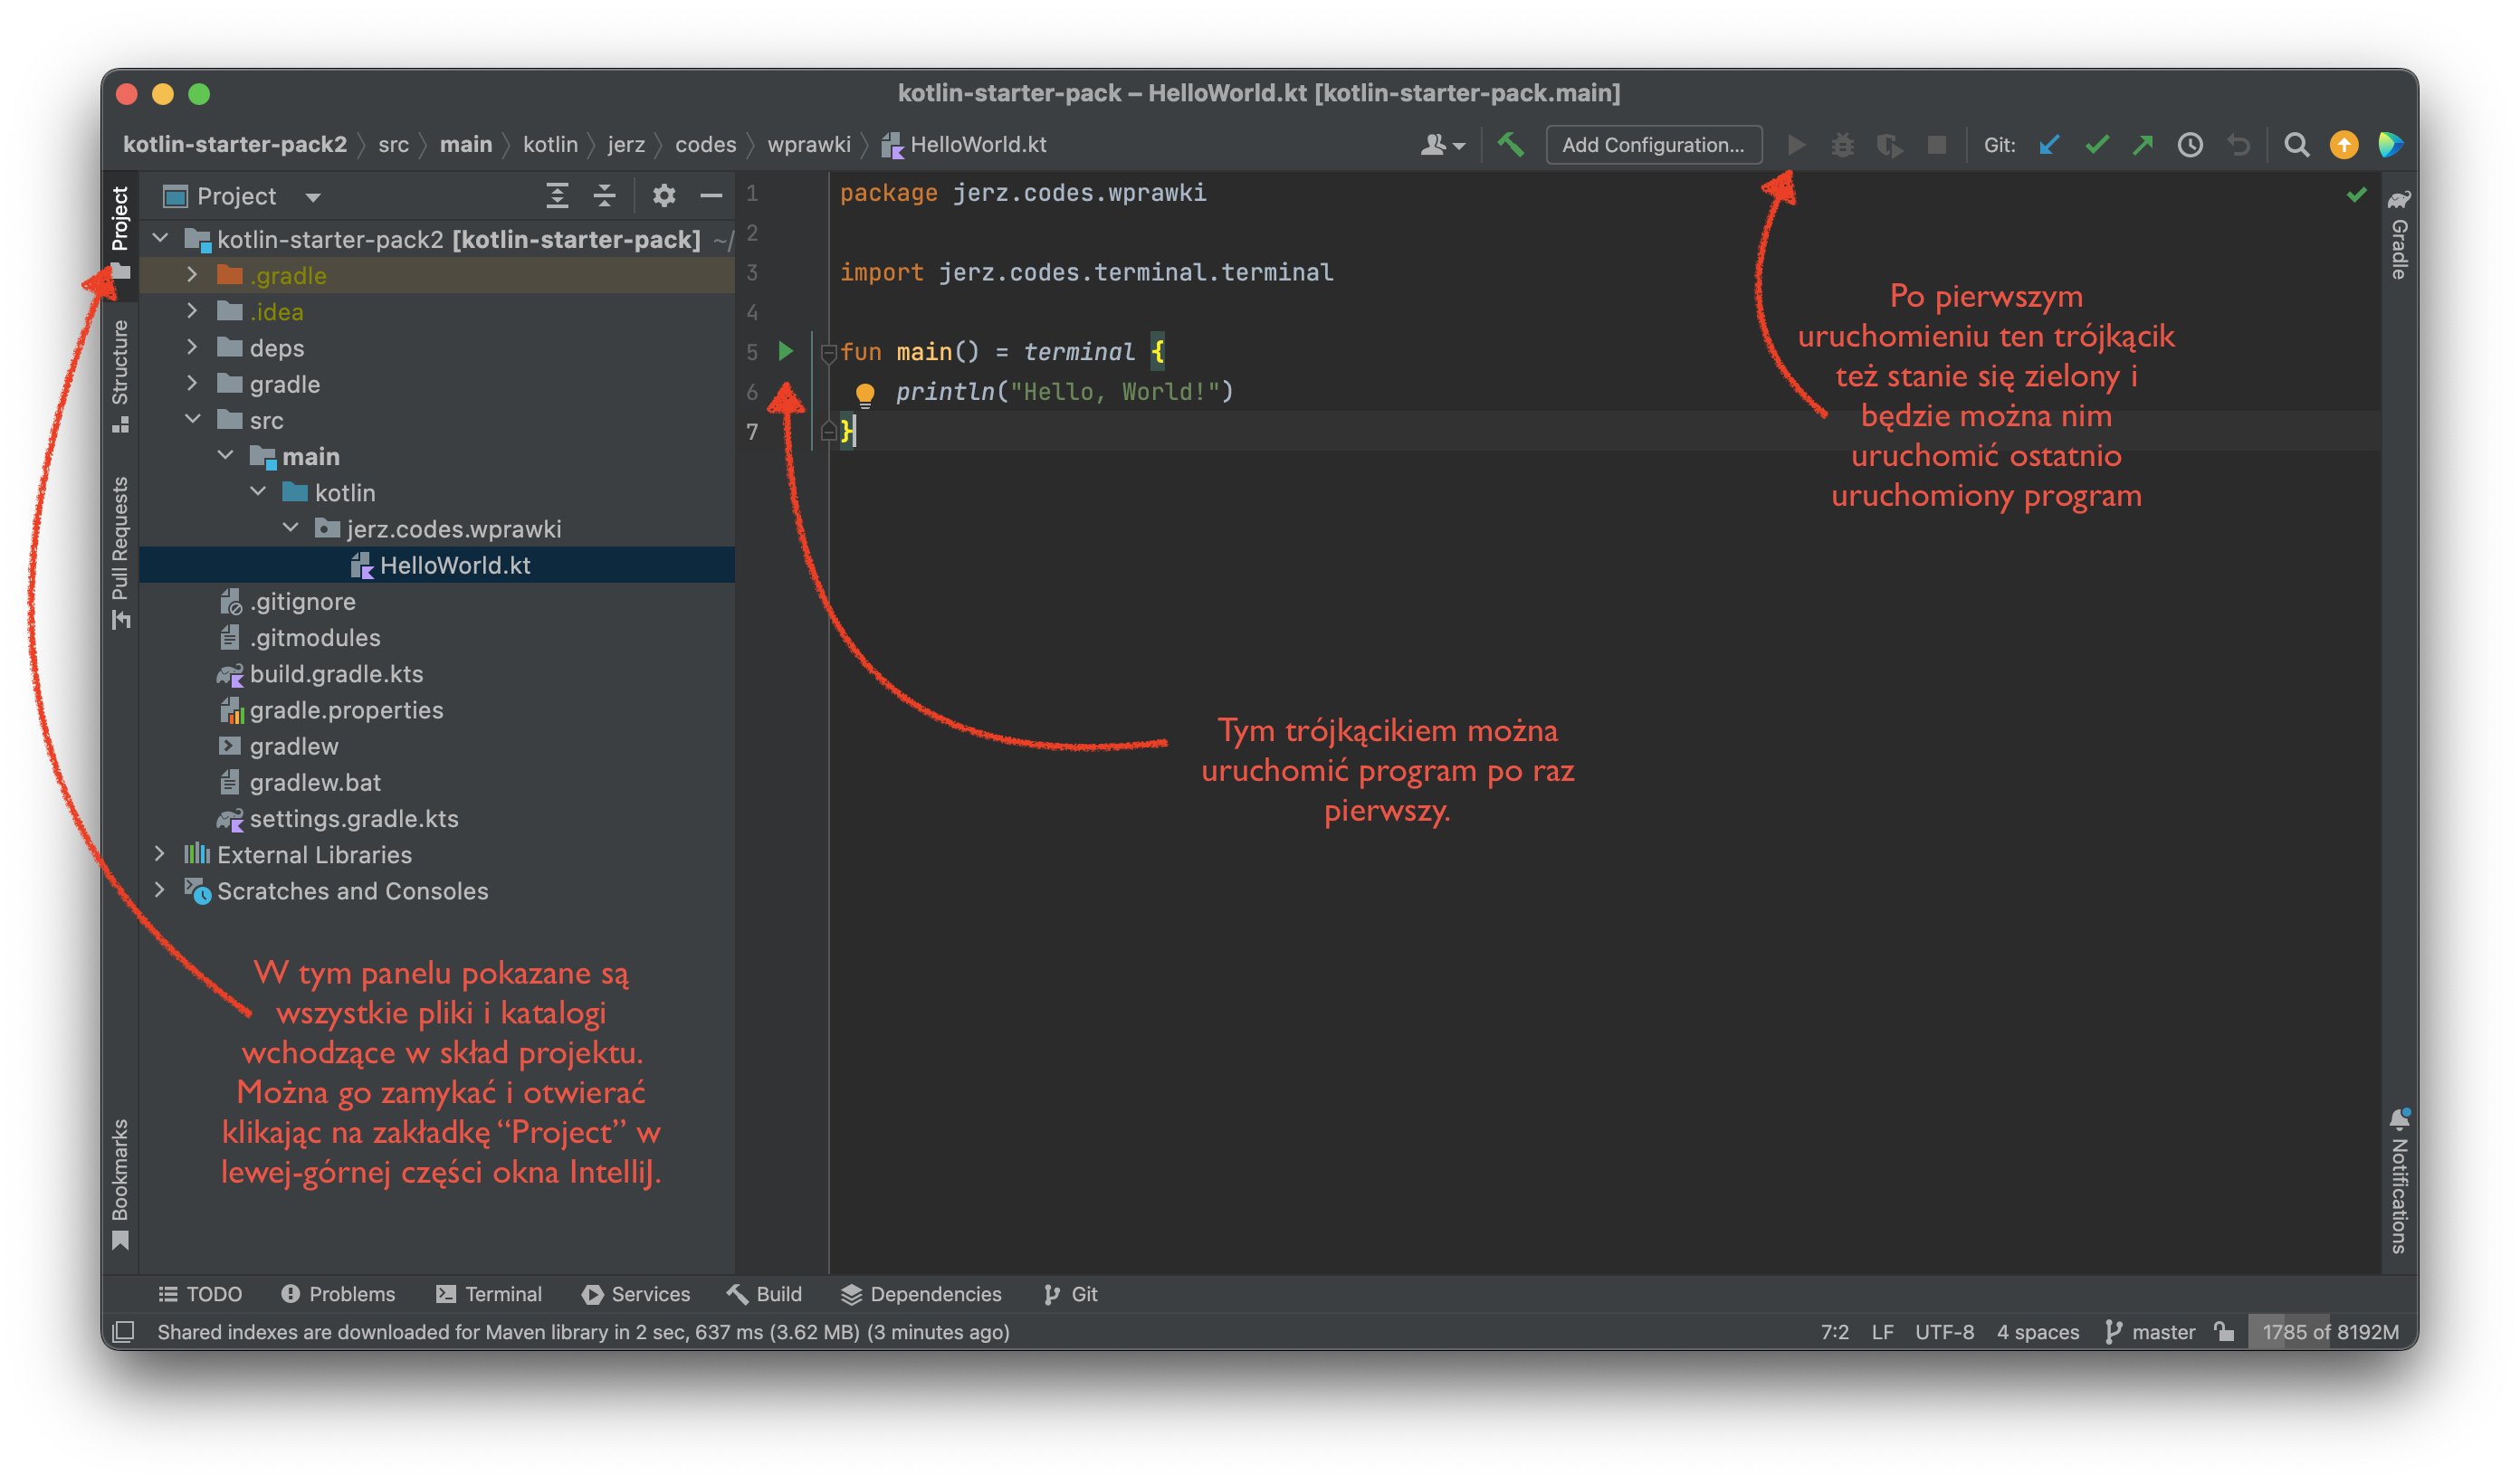 kotlin-starter-pack – HelloWorld.kt [kotlin-starter-pack.main]
kotlin-starter-pack2 src main kotlin jerz codes wprawki HelloWorld.kt
Add Configuration...
Git:
Project
Structure
Pull Requests
Bookmarks
Project
kotlin-starter-pack2 [kotlin-starter-pack] ~/
.gradle
.idea
deps
gradle
src
main
kotlin
jerz.codes.wprawki
HelloWorld.kt
.gitignore
.gitmodules
build.gradle.kts
gradle.properties
gradlew
gradlew.bat
settings.gradle.kts
External Libraries
Scratches and Consoles
W tym panelu pokazane są
wszystkie pliki i katalogi
wchodzące w skład projektu.
Można go zamykać i otwierać
klikając na zakładkę “Project” w
lewej-górnej części okna IntelliJ.
1 package jerz.codes.wprawki
2
3 import jerz.codes.terminal.terminal
4
5 fun main() = terminal {
6 println("Hello, World!")
7 }
Po pierwszym
uruchomieniu ten trójkącik
też stanie się zielony i
będzie można nim
uruchomić ostatnio
uruchomiony program
Tym trójkącikiem można
uruchomić program po raz
pierwszy.
Gradle
Notifications
TODO Problems Terminal Services Build Dependencies Git
Shared indexes are downloaded for Maven library in 2 sec, 637 ms (3.62 MB) (3 minutes ago)
7:2 LF UTF-8 4 spaces master 1785 of 8192M